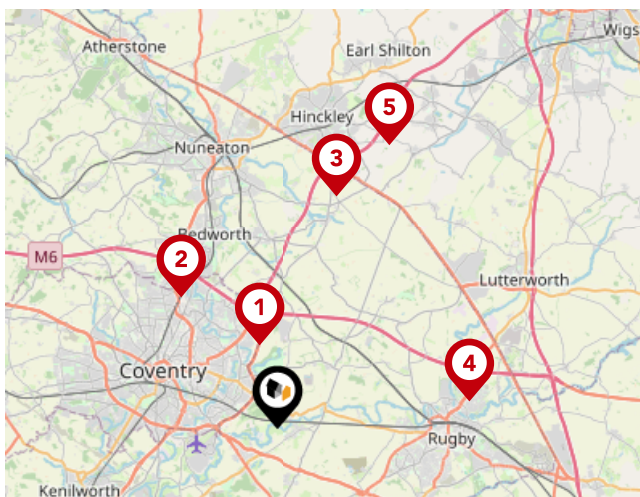 Atherstone
Earl Shilton
Wigs
5
Hinckley
Nuneaton
3
Bedworth
M6
2
Lutterworth
1
Coventry
4
Rugby
Kenilworth